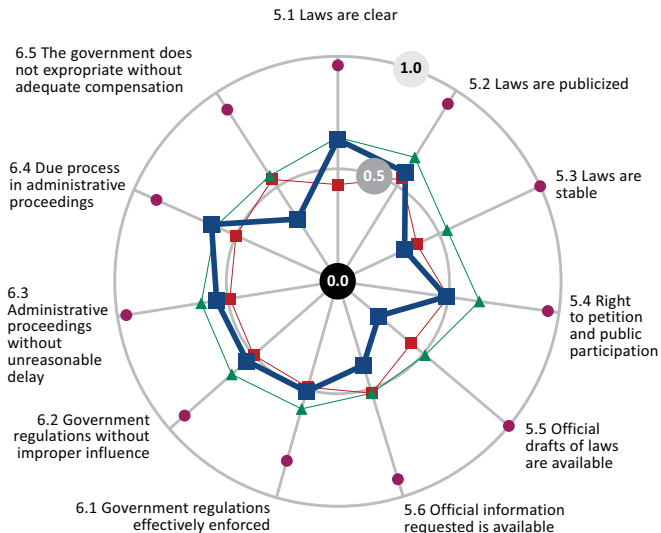 5.1 Laws are clear
1.0
5.2 Laws are publicized
5.3 Laws are
stable
5.4 Right
to petition
and public
participation
5.5 Official
drafts of laws
are available
5.6 Official information
requested is available
6.1 Government regulations
effectively enforced
6.2 Government
regulations without
improper influence
6.3
Administrative
proceedings
without
unreasonable
delay
6.4 Due process
in administrative
proceedings
6.5 The government does
not expropriate without
adequate compensation
0.5
0.0